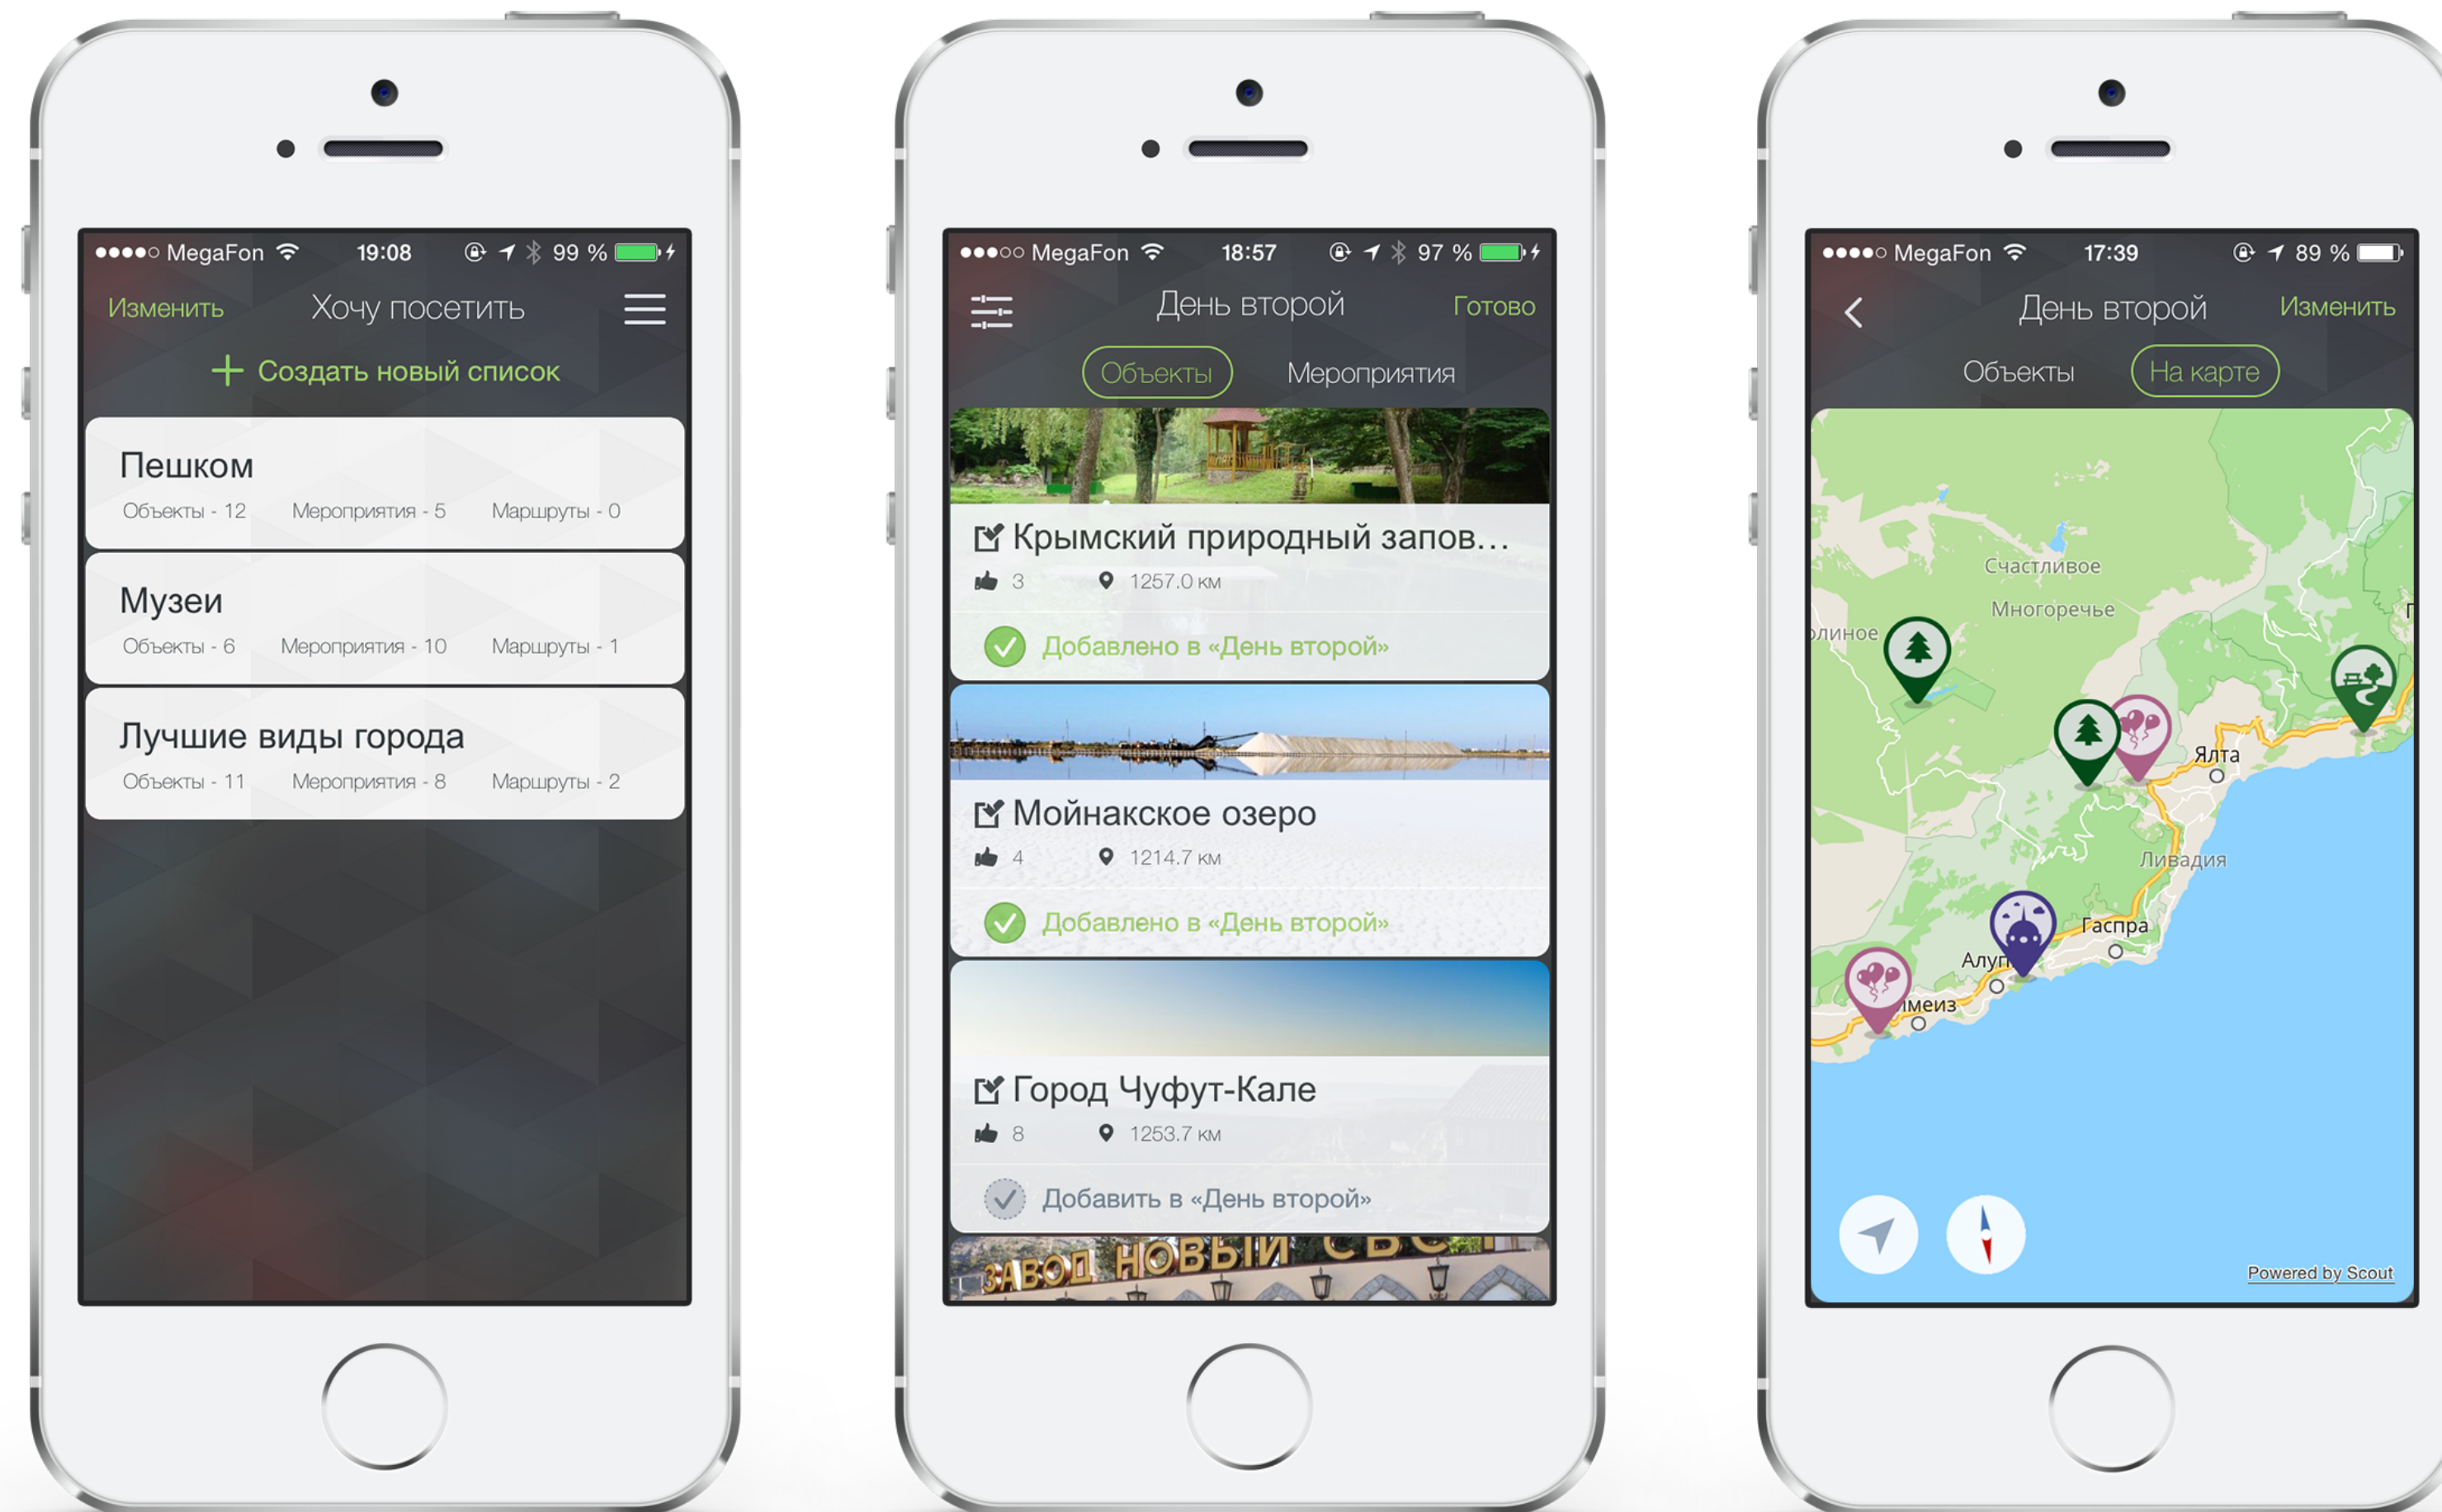 MegaFon 19:08 99 %
Изменить Хочу посетить
+ Создать новый список
Пешком
Объекты - 12 Мероприятия - 5 Маршруты - 0
Музеи
Объекты - 6 Мероприятия - 10 Маршруты - 1
Лучшие виды города
Объекты - 11 Мероприятия - 8 Маршруты - 2
MegaFon 18:57 97 %
День второй Готово
Объекты Мероприятия
Крымский природный запов...
3 1257.0 км
Добавлено в «День второй»
Мойнакское озеро
4 1214.7 км
Добавлено в «День второй»
Город Чуфут-Кале
8 1253.7 км
Добавить в «День второй»
ЗАВОД НОВЫЙ СВЕТ
MegaFon 17:39 89 %
День второй Изменить
Объекты На карте
Счастливое
Многоречье
Ялта
Ливадия
Гаспра
Powered by Scout